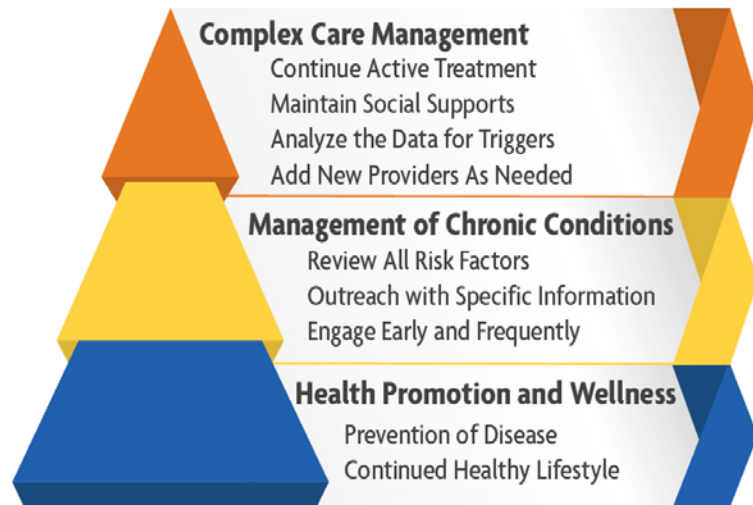 Complex Care Management
Continue Active Treatment
Maintain Social Supports
Analyze the Data for Triggers
Add New Providers As Needed
Management of Chronic Conditions
Review All Risk Factors
Outreach with Specific Information
Engage Early and Frequently
Health Promotion and Wellness
Prevention of Disease
Continued Healthy Lifestyle